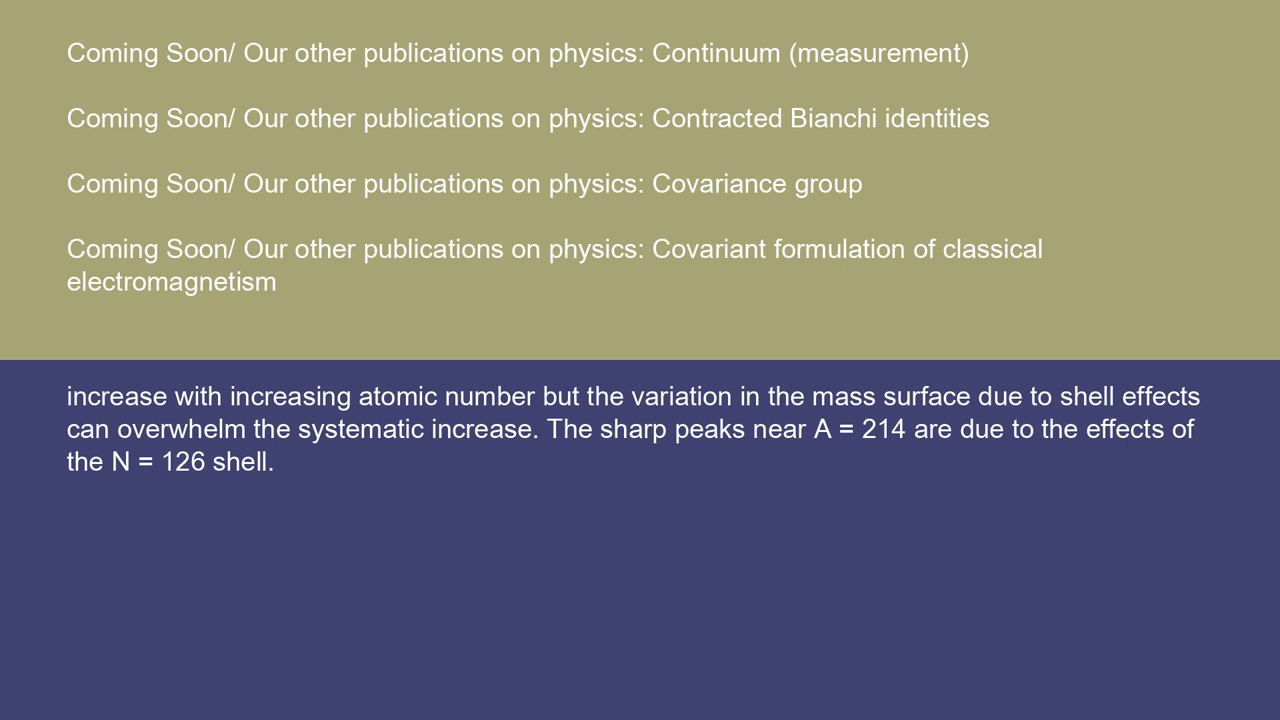 Coming Soon/ Our other publications on physics: Continuum (measurement)
Coming Soon/ Our other publications on physics: Contracted Bianchi identities
Coming Soon/ Our other publications on physics: Covariance group
Coming Soon/ Our other publications on physics: Covariant formulation of classical
electromagnetism
increase with increasing atomic number but the variation in the mass surface due to shell effects
can overwhelm the systematic increase. The sharp peaks near A = 214 are due to the effects of
the N = 126 shell.